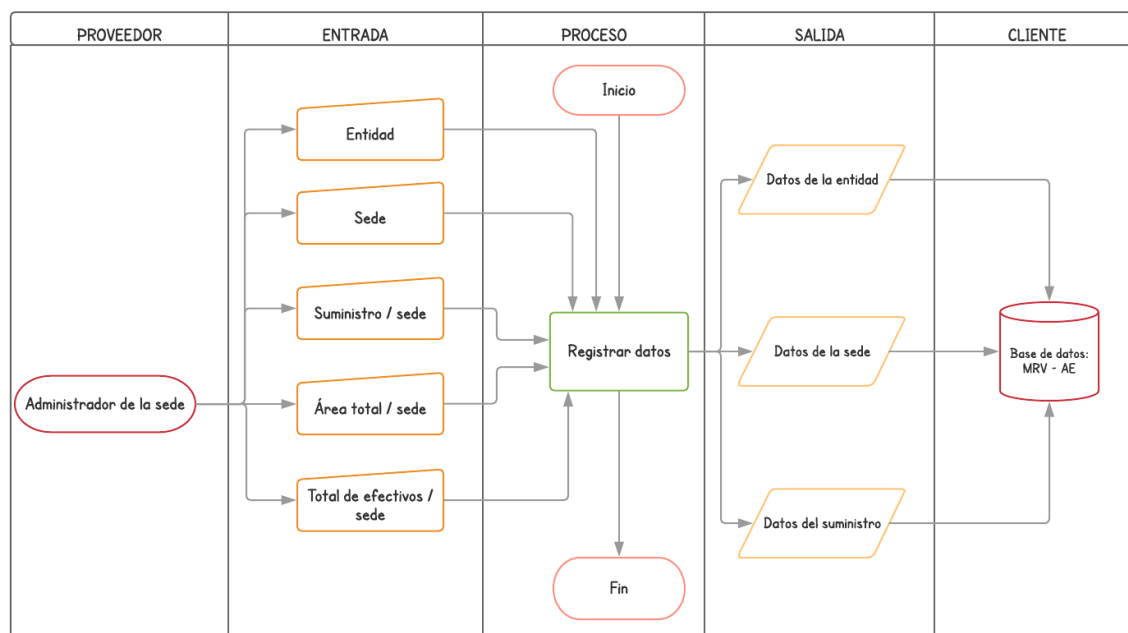 PROVEEDOR
ENTRADA
PROCESO
SALIDA
CLIENTE
Administrador de la sede
Entidad
Sede
Suministro / sede
Área total / sede
Total de efectivos /
sede
Inicio
Registrar datos
Fin
Datos de la entidad
Datos de la sede
Datos del suministro
Base de datos:
MRV - AE